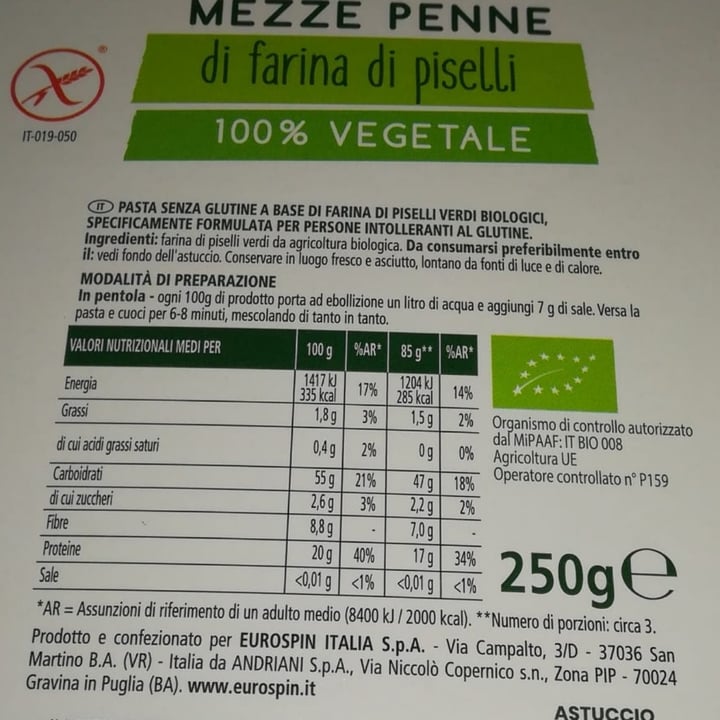 MEZZE PENNE
di farina di piselli
100% VEGETALE
®
IT-019-050
IT PASTA SENZA GLUTINE A BASE DI FARINA DI PISELLI VERDI BIOLOGICI,
SPECIFICAMENTE FORMULATA PER PERSONE INTOLLERANTI AL GLUTINE.
Ingredienti: farina di piselli verdi da agricoltura biologica. Da consumarsi preferibilmente entro
il: vedi fondo dell'astuccio. Conservare in luogo fresco e asciutto, lontano da fonti di luce e di calore.
MODALITÀ DI PREPARAZIONE
In pentola - ogni 100g di prodotto porta ad ebollizione un litro di acqua e aggiungi 7 g di sale. Versa la
pasta e cuoci per 6-8 minuti, mescolando di tanto in tanto.
VALORI NUTRIZIONALI MEDI PER 100 g %AR* 85 g** %AR*
Energia 1417 kJ 335 kcal 17% 1204 kJ 285 kcal 14%
Grassi 1,8 g 3% 1,5 g 2%
di cui acidi grassi saturi 0,4 g 2% 0 g 0%
Carboidrati 55 g 21% 47 g 18%
di cui zuccheri 2,6 g 3% 2,2 g 2%
Fibre 8,8 g - 7,0 g -
Proteine 20 g 40% 17 g 34%
Sale <0,01 g <1% <0,01 g <1%
Organismo di controllo autorizzato
dal MiPAAF: IT BIO 008
Agricoltura UE
Operatore controllato n° P159
250g e
*AR = Assunzioni di riferimento di un adulto medio (8400 kJ / 2000 kcal). **Numero di porzioni: circa 3.
Prodotto e confezionato per EUROSPIN ITALIA S.p.A. - Via Campalto, 3/D - 37036 San
Martino B.A. (VR) - Italia da ANDRIANI S.p.A., Via Niccolò Copernico s.n., Zona PIP - 70024
Gravina in Puglia (BA). www.eurospin.it
ASTUCCIO